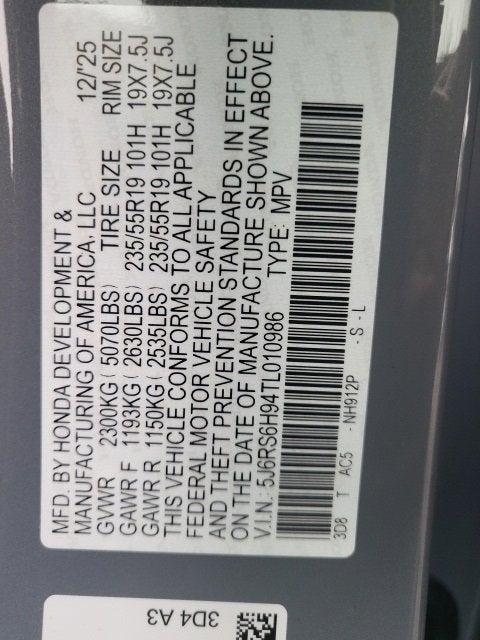 MFD. BY HONDA DEVELOPMENT &
MANUFACTURING OF AMERICA, LLC 12/'25
GVWR 2300KG ( 5070LBS) TIRE SIZE RIM SIZE
GAWR F 1193KG ( 2630LBS) 235/55R19 101H 19X7.5J
GAWR R 1150KG ( 2535LBS) 235/55R19 101H 19X7.5J
THIS VEHICLE CONFORMS TO ALL APPLICABLE
FEDERAL MOTOR VEHICLE SAFETY
AND THEFT PREVENTION STANDARDS IN EFFECT
ON THE DATE OF MANUFACTURE SHOWN ABOVE.
V.I.N.: 5J6RS6H94TL010986 TYPE: MPV
3D8 T AC5 - NH912P - S - L
3D4 A3